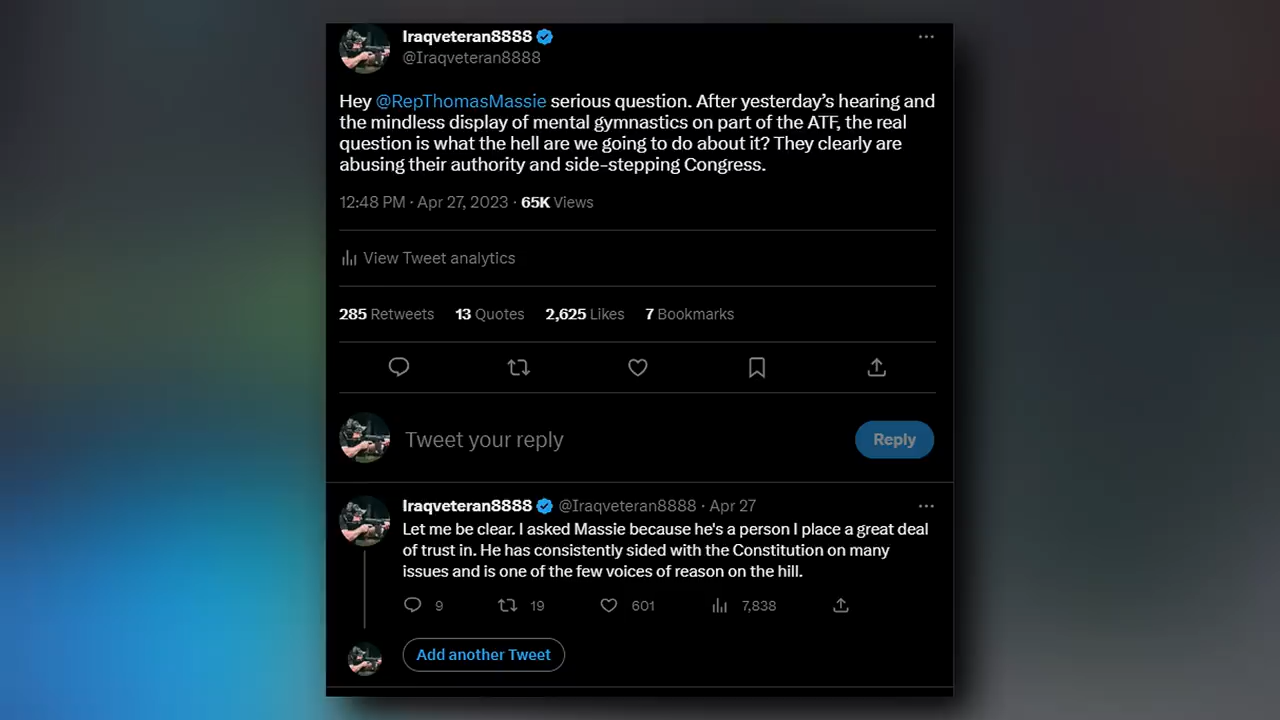 Iraqveteran8888
@Iraqveteran8888
Hey @RepThomasMassie serious question. After yesterday's hearing and
the mindless display of mental gymnastics on part of the ATF, the real
question is what the hell are we going to do about it? They clearly are
abusing their authority and side-stepping Congress.
12:48 PM · Apr 27, 2023 · 65K Views
View Tweet analytics
285 Retweets 13 Quotes 2,625 Likes 7 Bookmarks
Tweet your reply Reply
Iraqveteran8888 @Iraqveteran8888 · Apr 27
Let me be clear. I asked Massie because he's a person I place a great deal
of trust in. He has consistently sided with the Constitution on many
issues and is one of the few voices of reason on the hill.
9 19 601 7,838
Add another Tweet